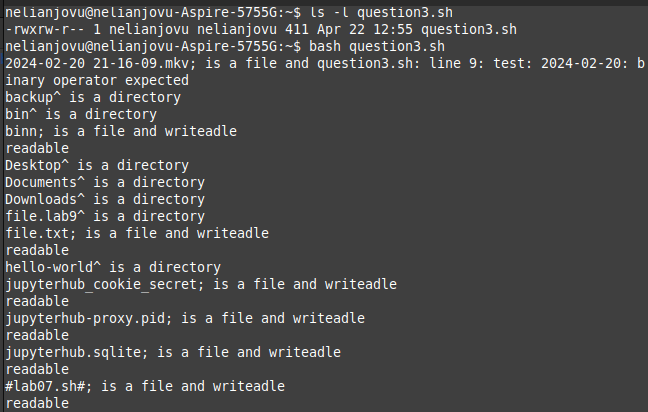 nelianjovu@nelianjovu-Aspire-5755G:~$ ls -l question3.sh
-rwxrw-r-- 1 nelianjovu nelianjovu 411 Apr 22 12:55 question3.sh
nelianjovu@nelianjovu-Aspire-5755G:~$ bash question3.sh
2024-02-20 21-16-09.mkv; is a file and question3.sh: line 9: test: 2024-02-20: b
inary operator expected
backup^ is a directory
bin^ is a directory
binn; is a file and writeadle
readable
Desktop^ is a directory
Documents^ is a directory
Downloads^ is a directory
file.lab9^ is a directory
file.txt; is a file and writeadle
readable
hello-world^ is a directory
jupyterhub_cookie_secret; is a file and writeadle
readable
jupyterhub-proxy.pid; is a file and writeadle
readable
jupyterhub.sqlite; is a file and writeadle
readable
#lab07.sh#; is a file and writeadle
readable